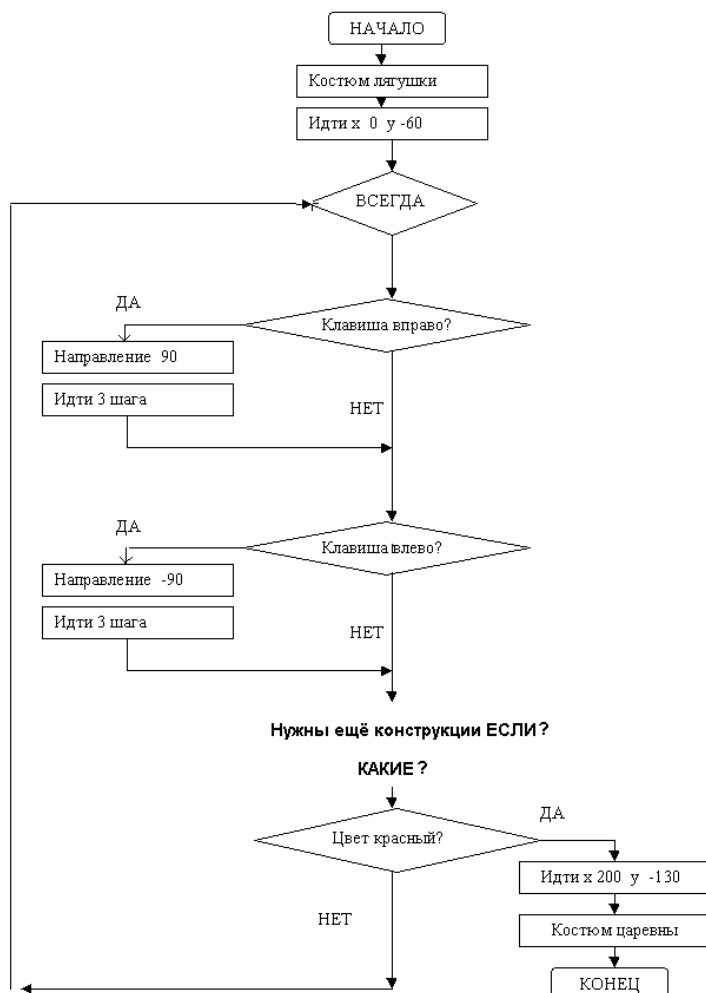 НАЧАЛО
Костюм лягушки
Идти x 0 y -60
ВСЕГДА
Клавиша вправо?
ДА
Направление 90
Идти 3 шага
НЕТ
Клавиша влево?
ДА
Направление -90
Идти 3 шага
НЕТ
Нужны ещё конструкции ЕСЛИ?
КАКИЕ?
Цвет красный?
ДА
Идти x 200 y -130
НЕТ
Костюм царевны
КОНЕЦ